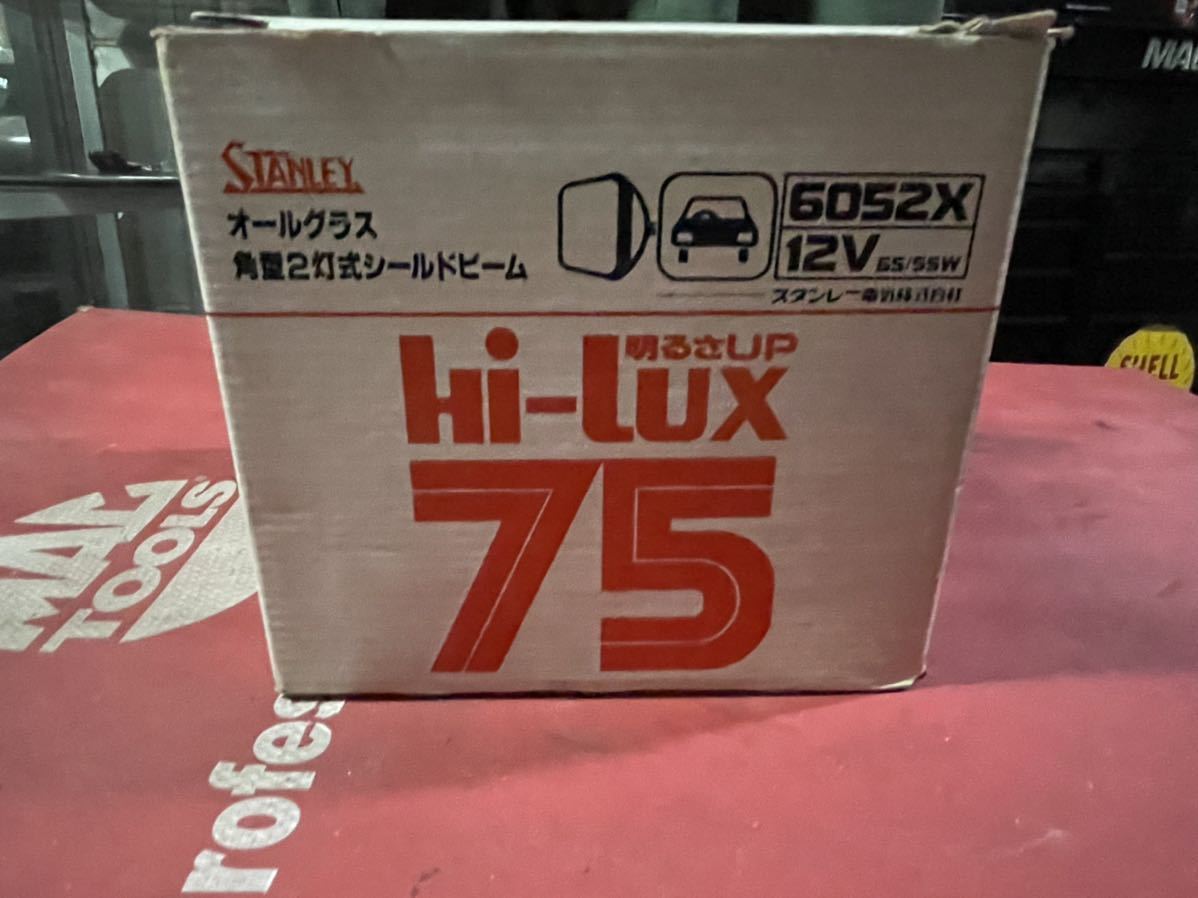 STANLEY
オールグラス
角型2灯式シールドビーム
6052X
12V 65/55W
スタンレー電気株式会社
明るさUP
Hi-LUX
75
MAC
TOOLS
rofes
SHELL
MA